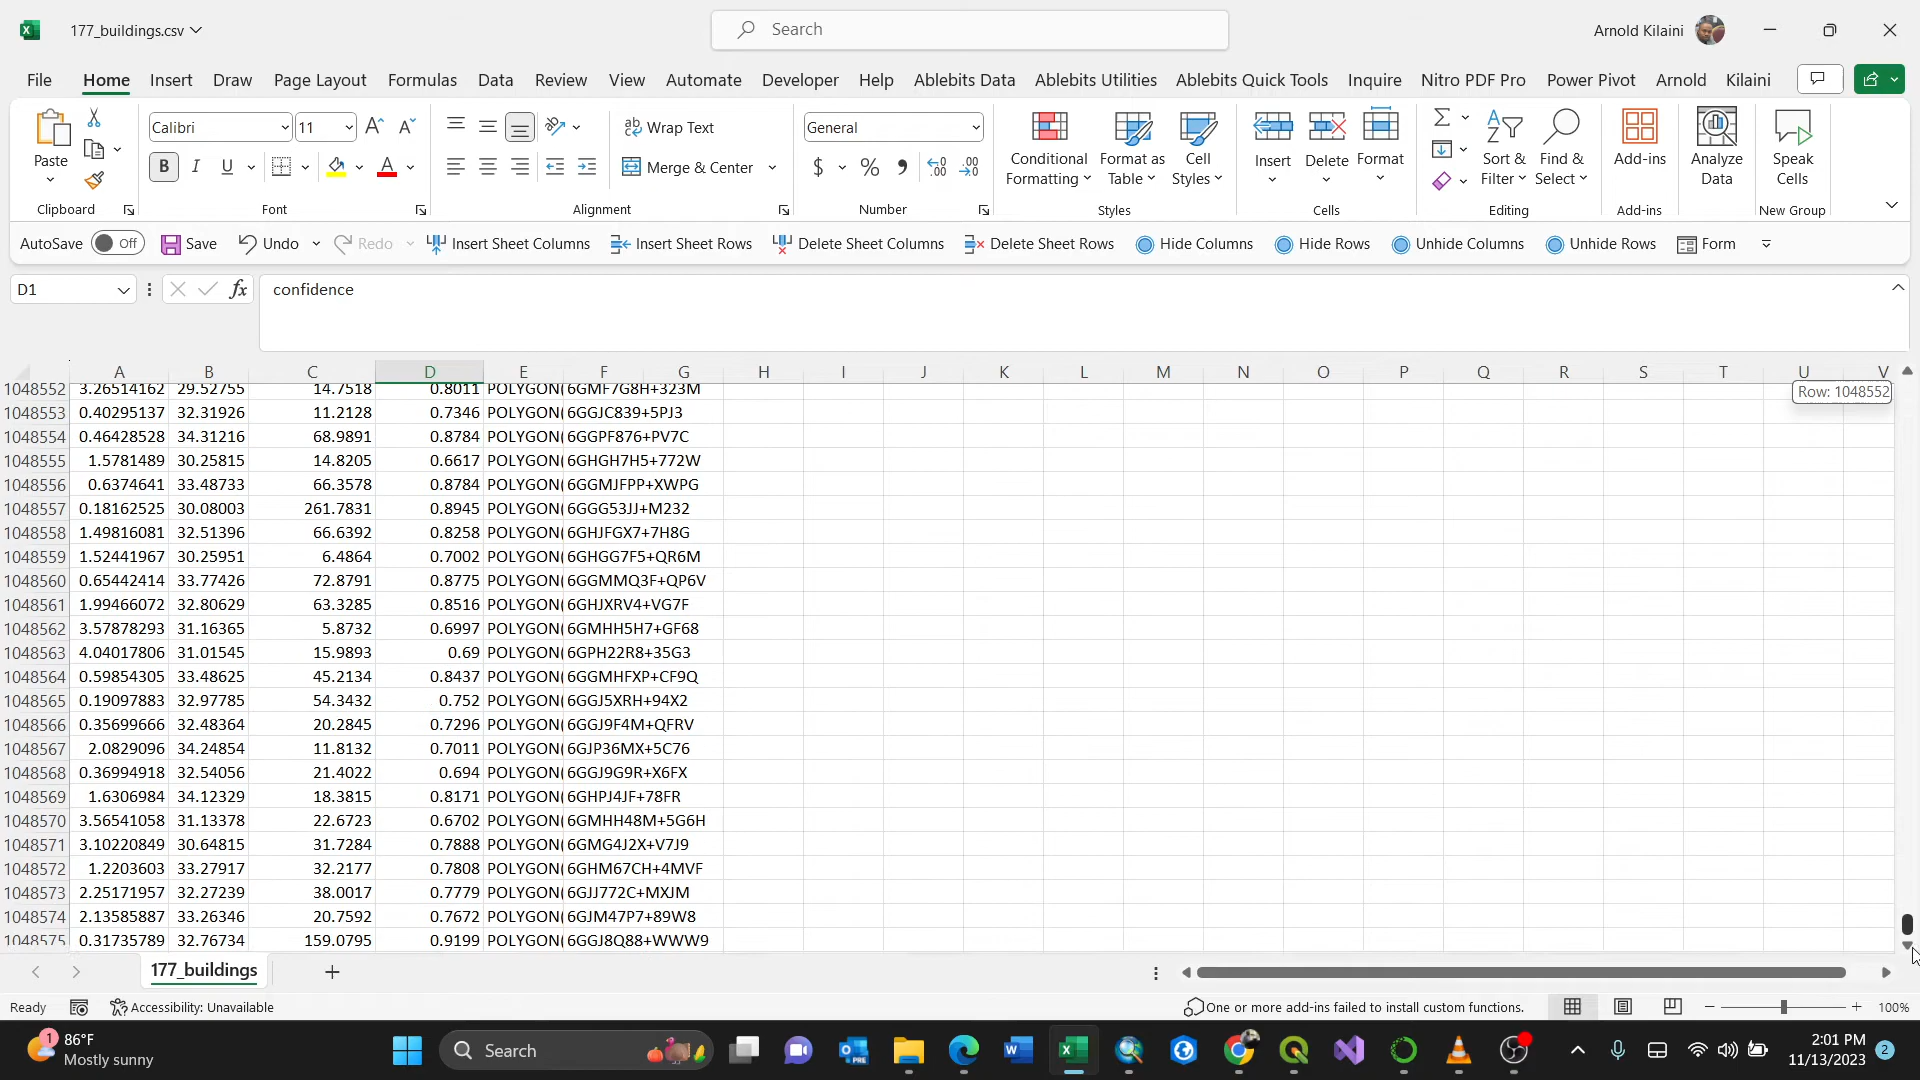 177_buildings.csv
Search
Arnold Kilaini
File Home Insert Draw Page Layout Formulas Data Review View Automate Developer Help Ablebits Data Ablebits Utilities Ablebits Quick Tools Inquire Nitro PDF Pro Power Pivot Arnold Kilaini
Calibri 11 Wrap Text General
Paste Merge & Center Conditional Formatting Format as Table Cell Styles Insert Delete Format Sort & Filter Find & Select Add-ins Analyze Data Speak Cells
Clipboard Font Alignment Number Styles Cells Editing Add-ins New Group
AutoSave Off Save Undo Redo Insert Sheet Columns Insert Sheet Rows Delete Sheet Columns Delete Sheet Rows Hide Columns Hide Rows Unhide Columns Unhide Rows Form
D1 fx confidence
A B C D E F G H I J K L M N O P Q R S T U V
1048552 3.26514162 29.52755 14.7518 0.8011 POLYGON( 6GMF7G8H+323M Row: 1048552
1048553 0.40295137 32.31926 11.2128 0.7346 POLYGON( 6GGJC839+5PJ3
1048554 0.46428528 34.31216 68.9891 0.8784 POLYGON( 6GGPF876+PV7C
1048555 1.5781489 30.25815 14.8205 0.6617 POLYGON( 6GHGH7H5+772W
1048556 0.6374641 33.48733 66.3578 0.8784 POLYGON( 6GGMJFPP+XWPG
1048557 0.18162525 30.08003 261.7831 0.8945 POLYGON( 6GGG53JJ+M232
1048558 1.49816081 32.51396 66.6392 0.8258 POLYGON( 6GHJFGX7+7H8G
1048559 1.52441967 30.25951 6.4864 0.7002 POLYGON( 6GHGG7F5+QR6M
1048560 0.65442414 33.77426 72.8791 0.8775 POLYGON( 6GGMMQ3F+QP6V
1048561 1.99466072 32.80629 63.3285 0.8516 POLYGON( 6GHJXRV4+VG7F
1048562 3.57878293 31.16365 5.8732 0.6997 POLYGON( 6GMHH5H7+GF68
1048563 4.04017806 31.01545 15.9893 0.69 POLYGON( 6GPH22R8+35G3
1048564 0.59854305 33.48625 45.2134 0.8437 POLYGON( 6GGMHFXP+CF9Q
1048565 0.19097883 32.97785 54.3432 0.752 POLYGON( 6GGJ5XRH+94X2
1048566 0.35699666 32.48364 20.2845 0.7296 POLYGON( 6GGJ9F4M+QFRV
1048567 2.0829096 34.24854 11.8132 0.7011 POLYGON( 6GJP36MX+5C76
1048568 0.36994918 32.54056 21.4022 0.694 POLYGON( 6GGJ9G9R+X6FX
1048569 1.6306984 34.12329 18.3815 0.8171 POLYGON( 6GHPJ4JF+78FR
1048570 3.56541058 31.13378 22.6723 0.6702 POLYGON( 6GMHH48M+5G6H
1048571 3.10220849 30.64815 31.7284 0.7888 POLYGON( 6GMG4J2X+V7J9
1048572 1.2203603 33.27917 32.2177 0.7808 POLYGON( 6GHM67CH+4MVF
1048573 2.25171957 32.27239 38.0017 0.7779 POLYGON( 6GJJ772C+MXJM
1048574 2.13585887 33.26346 20.7592 0.7672 POLYGON( 6GJM47P7+89W8
1048575 0.31735789 32.76734 159.0795 0.9199 POLYGON( 6GGJ8Q88+WWW9
177_buildings
Ready Accessibility: Unavailable One or more add-ins failed to install custom functions. 100%
1 86°F Search PRE 2:01 PM
Mostly sunny 11/13/2023 2